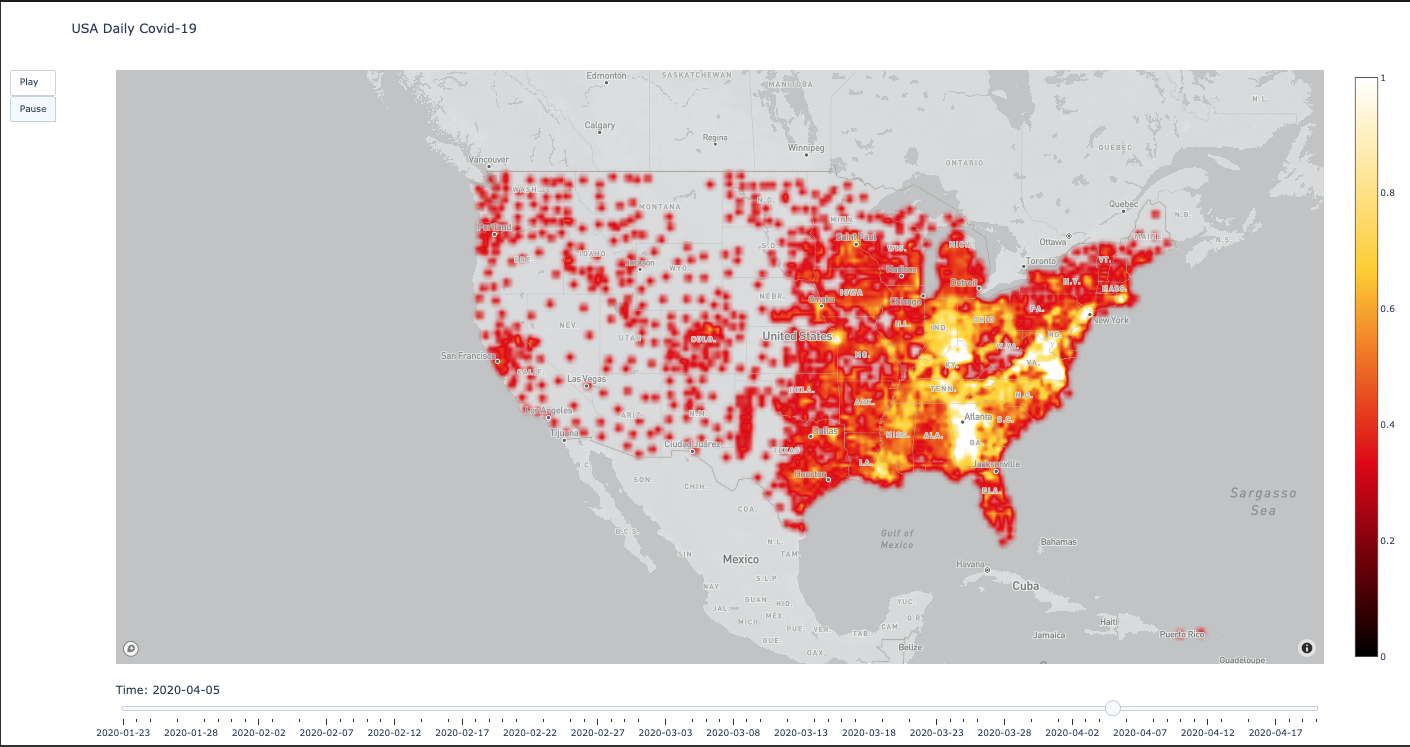 USA Daily Covid-19
Play
Pause
Edmonton
SASKATCHEWAN
MANITOBA
N.L.
Calgary
Regina
Winnipeg
QUÉBEC
Vancouver
ONTARIO
WASH.
MONTANA
N.D.
Quebec
N.B.
Portland
MINN.
Ottawa
MAINE
N.S.
Saint Paul
S.D.
WIS.
MICH.
Toronto
VT.
ORE.
IDAHO
Jackson
WYO.
Madison
Detroit
N.Y.
MASS.
NEBR.
Omaha
IOWA
Chicago
PA.
New York
NEV.
UTAH
COLO.
United States
ILL.
IND.
OHIO
MD.
San Francisco
CALIF.
Las Vegas
MO.
KY.
W.VA.
VA.
Los Angeles
ARIZ.
N.M.
OKLA.
ARK.
TENN.
N.C.
Tijuana
Ciudad Juárez
Dallas
MISS.
ALA.
Atlanta
S.C.
GA.
B.C.
TEXAS
LA.
Jacksonville
SON.
CHIH.
Houston
FLA.
Sargasso
Sea
COA.
B.C.S.
Gulf of
Mexico
N.L.
Bahamas
SIN.
Mexico
TAM.
Havana
Cuba
S.L.P.
NAY.
GUAN.
HID.
YUC.
JAL.
MÉX.
Q.R.
MICH.
PUE.
VER.
TAB.
CAM.
Haiti
Jamaica
Puerto Rico
GUE.
OAX.
Belize
Guadeloupe
1
0.8
0.6
0.4
0.2
0
Time: 2020-04-05
2020-01-23 2020-01-28 2020-02-02 2020-02-07 2020-02-12 2020-02-17 2020-02-22 2020-02-27 2020-03-03 2020-03-08 2020-03-13 2020-03-18 2020-03-23 2020-03-28 2020-04-02 2020-04-07 2020-04-12 2020-04-17